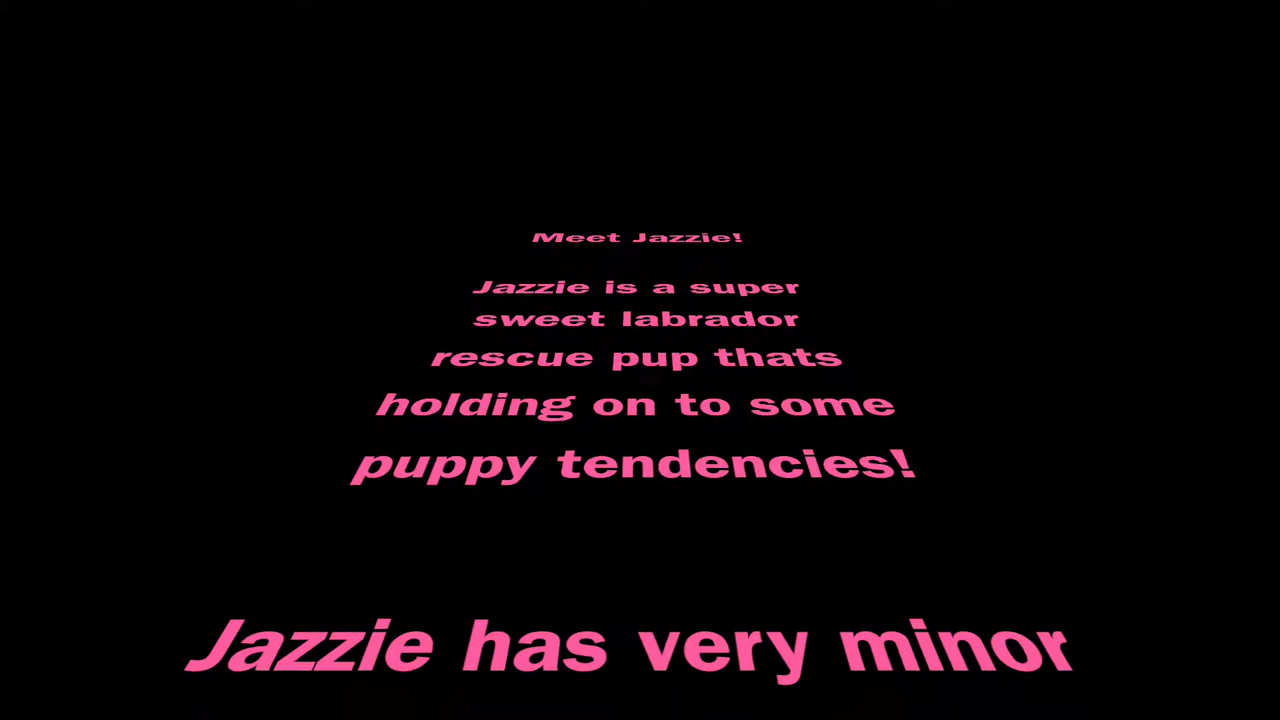 Meet Jazzie!
Jazzie is a super
sweet labrador
rescue pup thats
holding on to some
puppy tendencies!
Jazzie has very minor